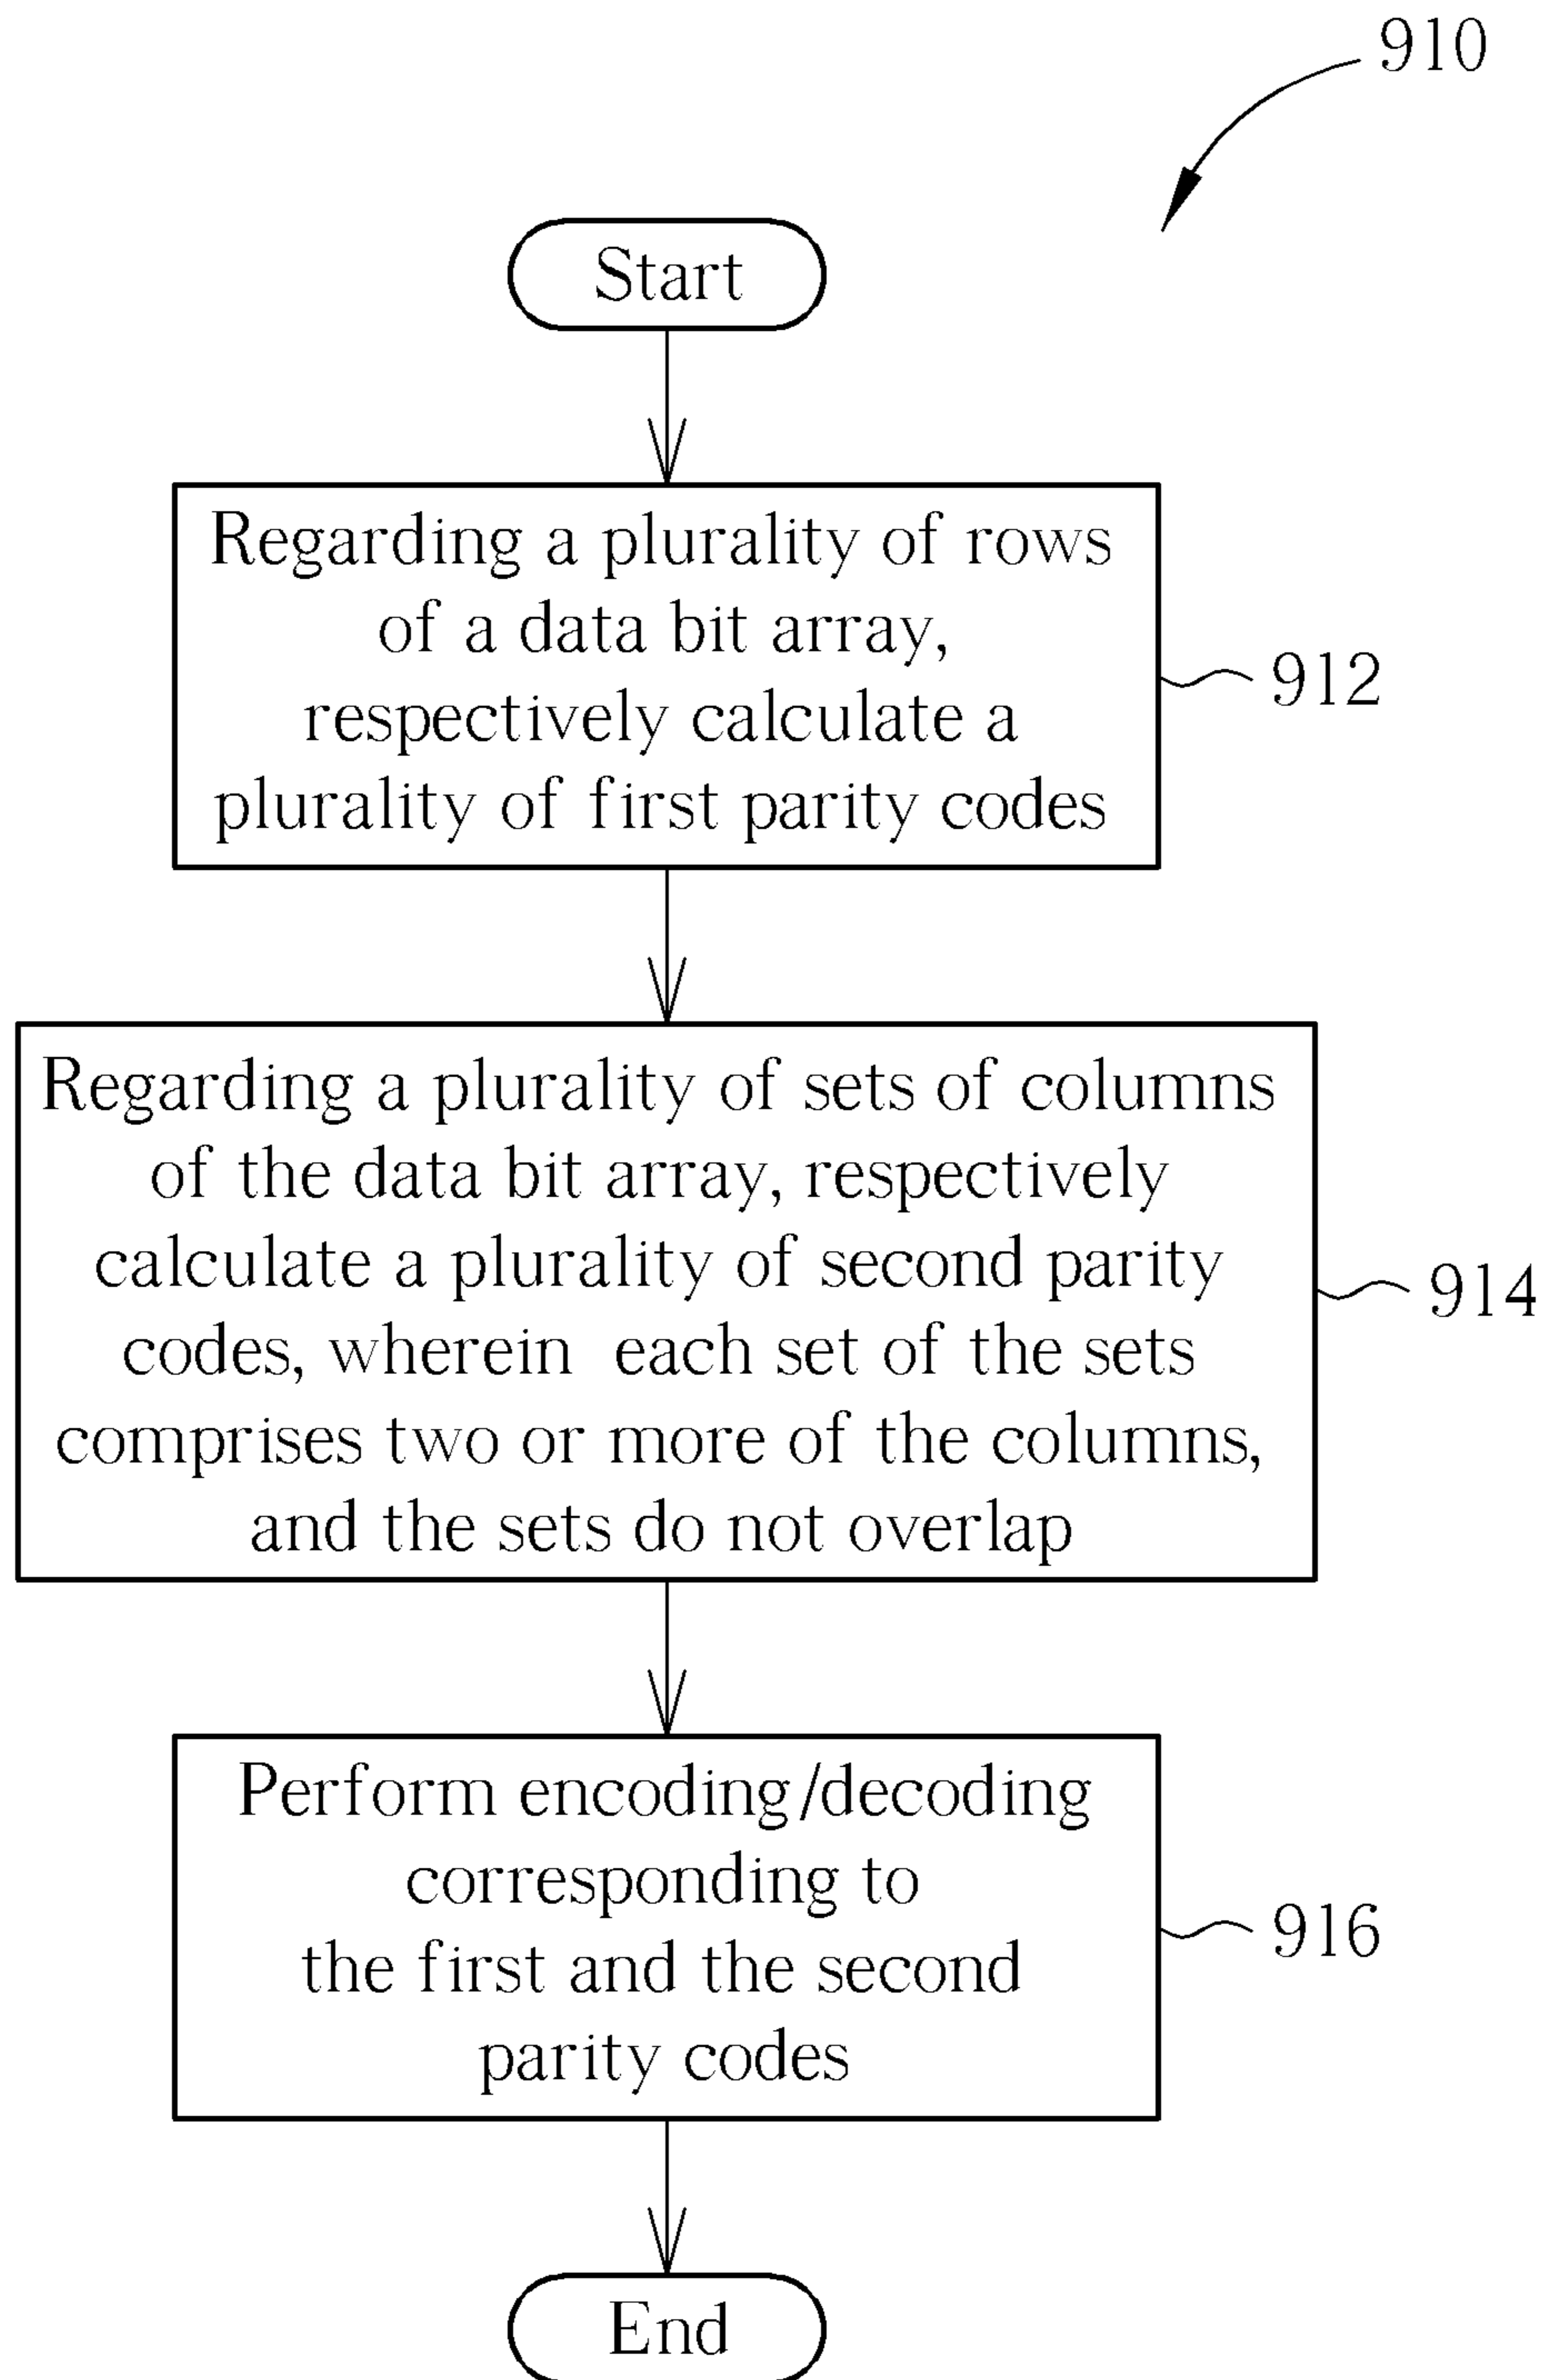 910
Start
Regarding a plurality of rows
of a data bit array,
respectively calculate a
plurality of first parity codes
912
Regarding a plurality of sets of columns
of the data bit array, respectively
calculate a plurality of second parity
codes, wherein each set of the sets
comprises two or more of the columns,
and the sets do not overlap
914
Perform encoding/decoding
corresponding to
the first and the second
parity codes
916
End